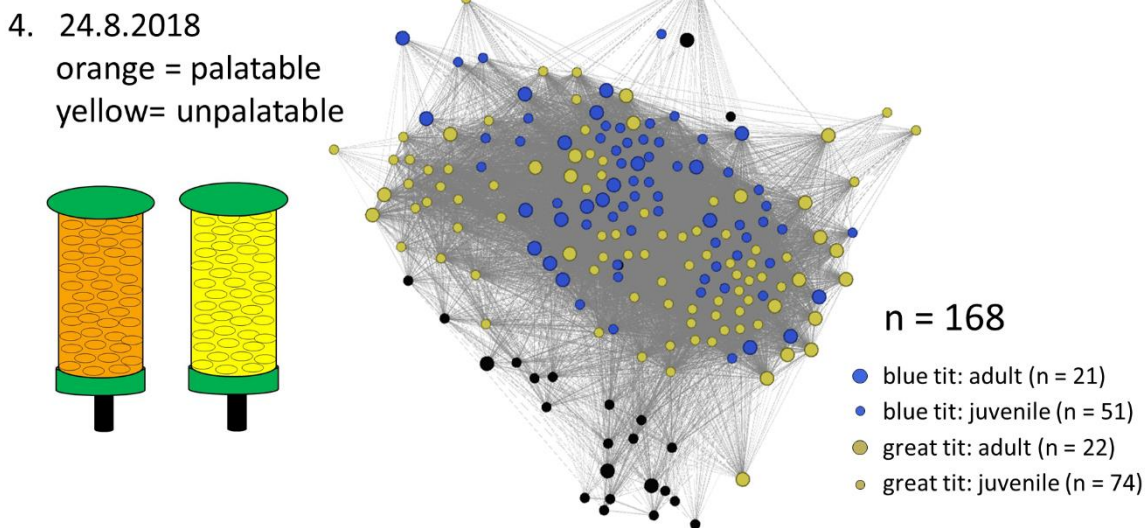 4. 24.8.2018
orange = palatable
yellow= unpalatable
n = 168
blue tit: adult (n = 21)
blue tit: juvenile (n = 51)
great tit: adult (n = 22)
great tit: juvenile (n = 74)